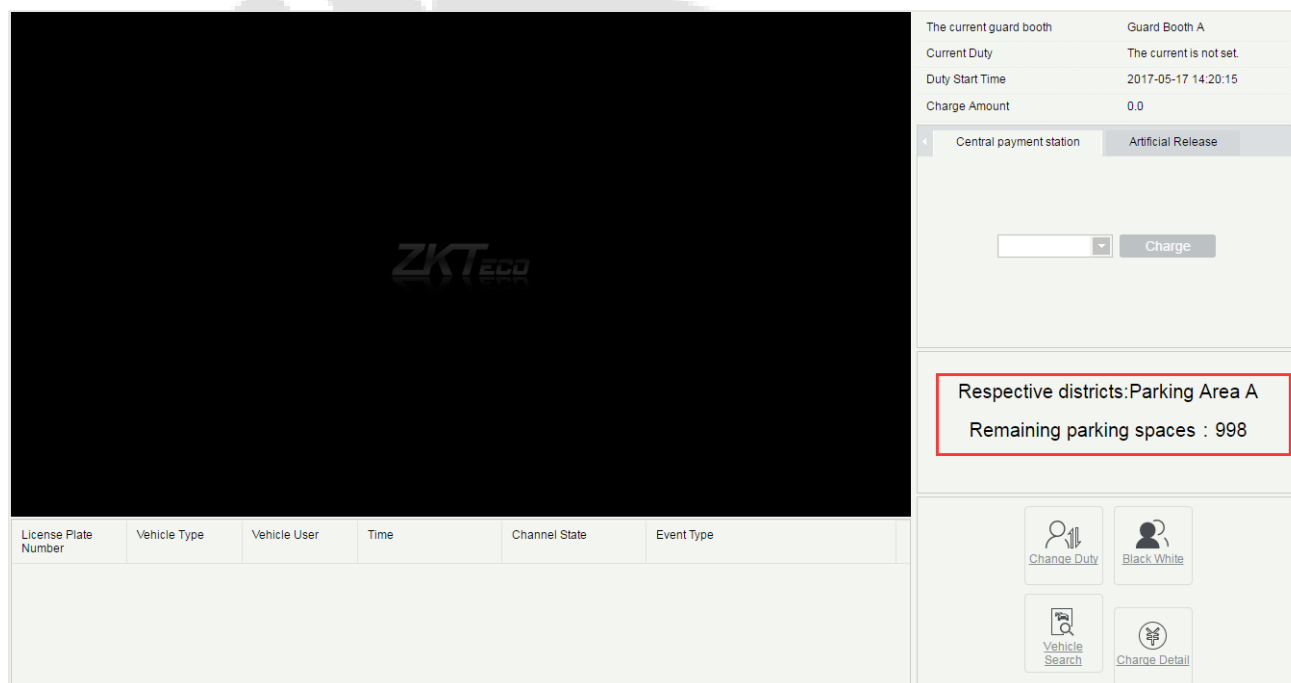 The current guard booth Guard Booth A
Current Duty The current is not set.
Duty Start Time 2017-05-17 14:20:15
Charge Amount 0.0
Central payment station Artificial Release
Charge
ZKTECO
Respective districts:Parking Area A
Remaining parking spaces : 998
License Plate Number Vehicle Type Vehicle User Time Channel State Event Type
Change Duty Black White
Vehicle Search Charge Detail